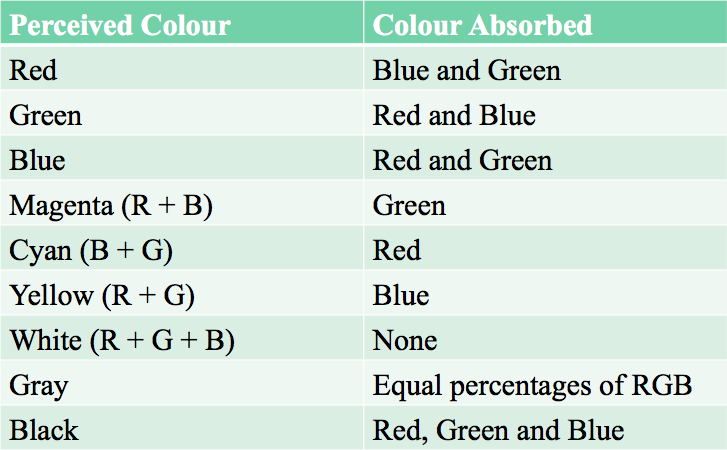 Perceived Colour Colour Absorbed
Red Blue and Green
Green Red and Blue
Blue Red and Green
Magenta (R + B) Green
Cyan (B + G) Red
Yellow (R + G) Blue
White (R + G + B) None
Gray Equal percentages of RGB
Black Red, Green and Blue